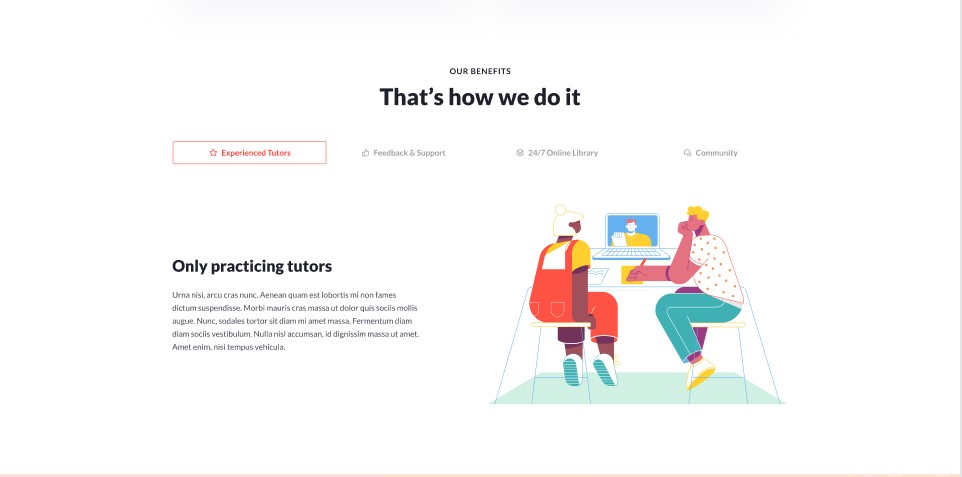 OUR BENEFITS
That’s how we do it
Experienced Tutors
Feedback & Support
24/7 Online Library
Community
Only practicing tutors
Urna nisi, arcu cras nunc. Aenean quam est lobortis mi non fames
dictum suspendisse. Morbi mauris cras massa ut dolor quis sociis mollis
augue. Nunc, sodales tortor sit diam mi amet massa. Fermentum diam
diam sociis vestibulum. Nulla nisl accumsan, id dignissim massa ut amet.
Amet enim, nisi tempus vehicula.